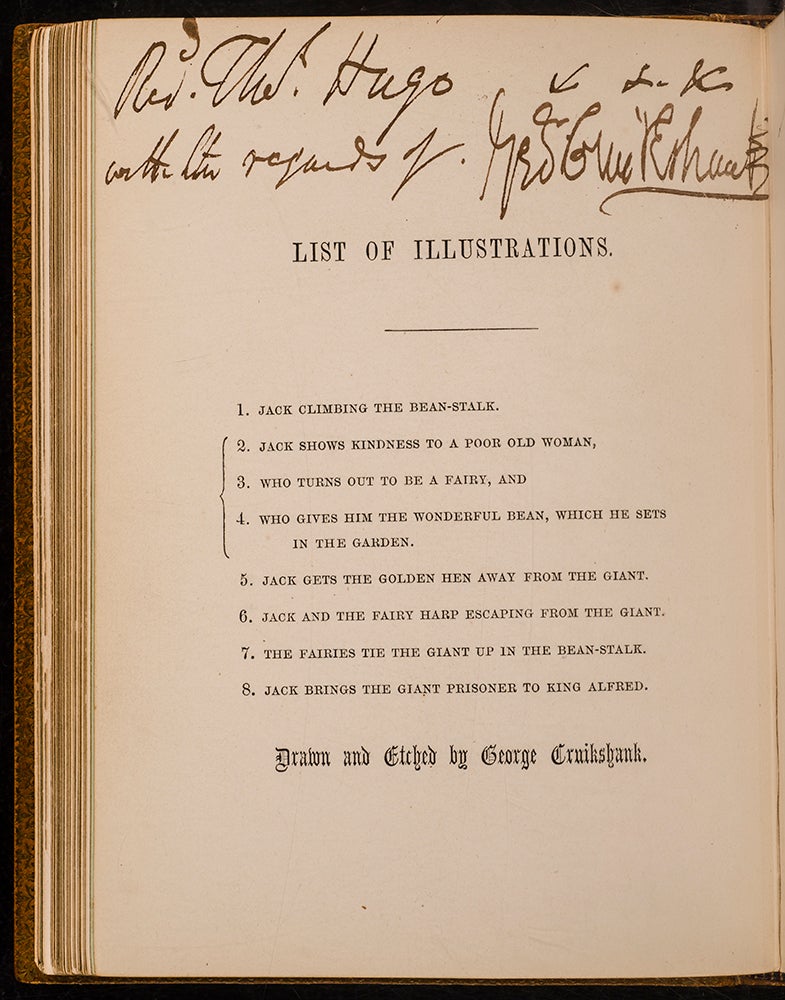 Revd. Thos. Hugo & & &
with the regards of. Geo Cruikshank
LIST OF ILLUSTRATIONS.
1. JACK CLIMBING THE BEAN-STALK.
2. JACK SHOWS KINDNESS TO A POOR OLD WOMAN,
3. WHO TURNS OUT TO BE A FAIRY, AND
4. WHO GIVES HIM THE WONDERFUL BEAN, WHICH HE SETS
IN THE GARDEN.
5. JACK GETS THE GOLDEN HEN AWAY FROM THE GIANT.
6. JACK AND THE FAIRY HARP ESCAPING FROM THE GIANT.
7. THE FAIRIES TIE THE GIANT UP IN THE BEAN-STALK.
8. JACK BRINGS THE GIANT PRISONER TO KING ALFRED.
Drawn and Etched by George Cruikshank.